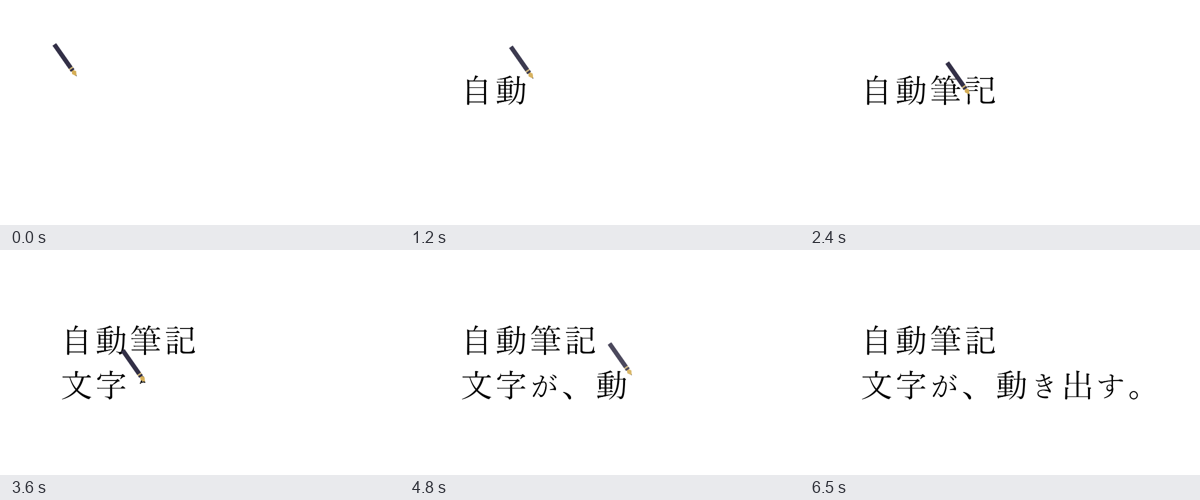 0.0 s
自動
1.2 s
自動筆記
2.4 s
自動筆記
文字
3.6 s
自動筆記
文字が、動
4.8 s
自動筆記
文字が、動き出す。
6.5 s